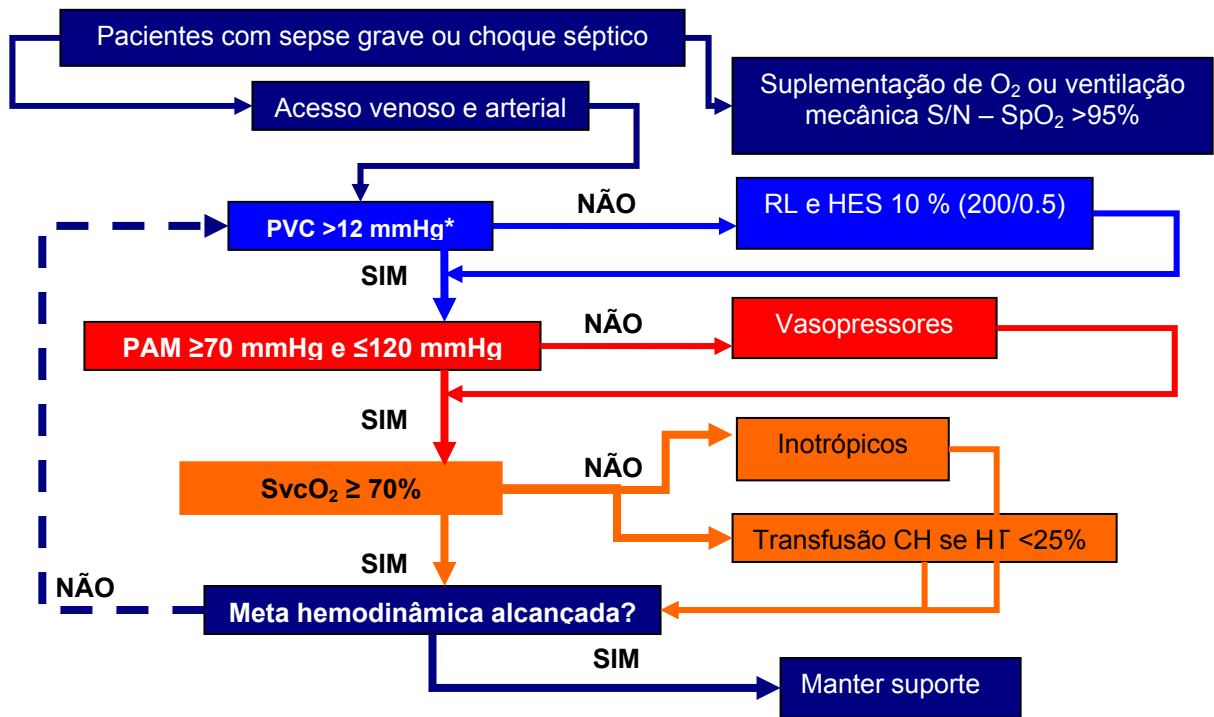 Pacientes com sepse grave ou choque séptico
Suplementação de O₂ ou ventilação
mecânica S/N – SpO₂ >95%
Acesso venoso e arterial
PVC >12 mmHg*
NÃO
RL e HES 10 % (200/0.5)
SIM
PAM ≥70 mmHg e ≤120 mmHg
NÃO
Vasopressores
SIM
SvcO₂ ≥ 70%
NÃO
Inotrópicos
Transfusão CH se HT <25%
SIM
NÃO
Meta hemodinâmica alcançada?
SIM
Manter suporte